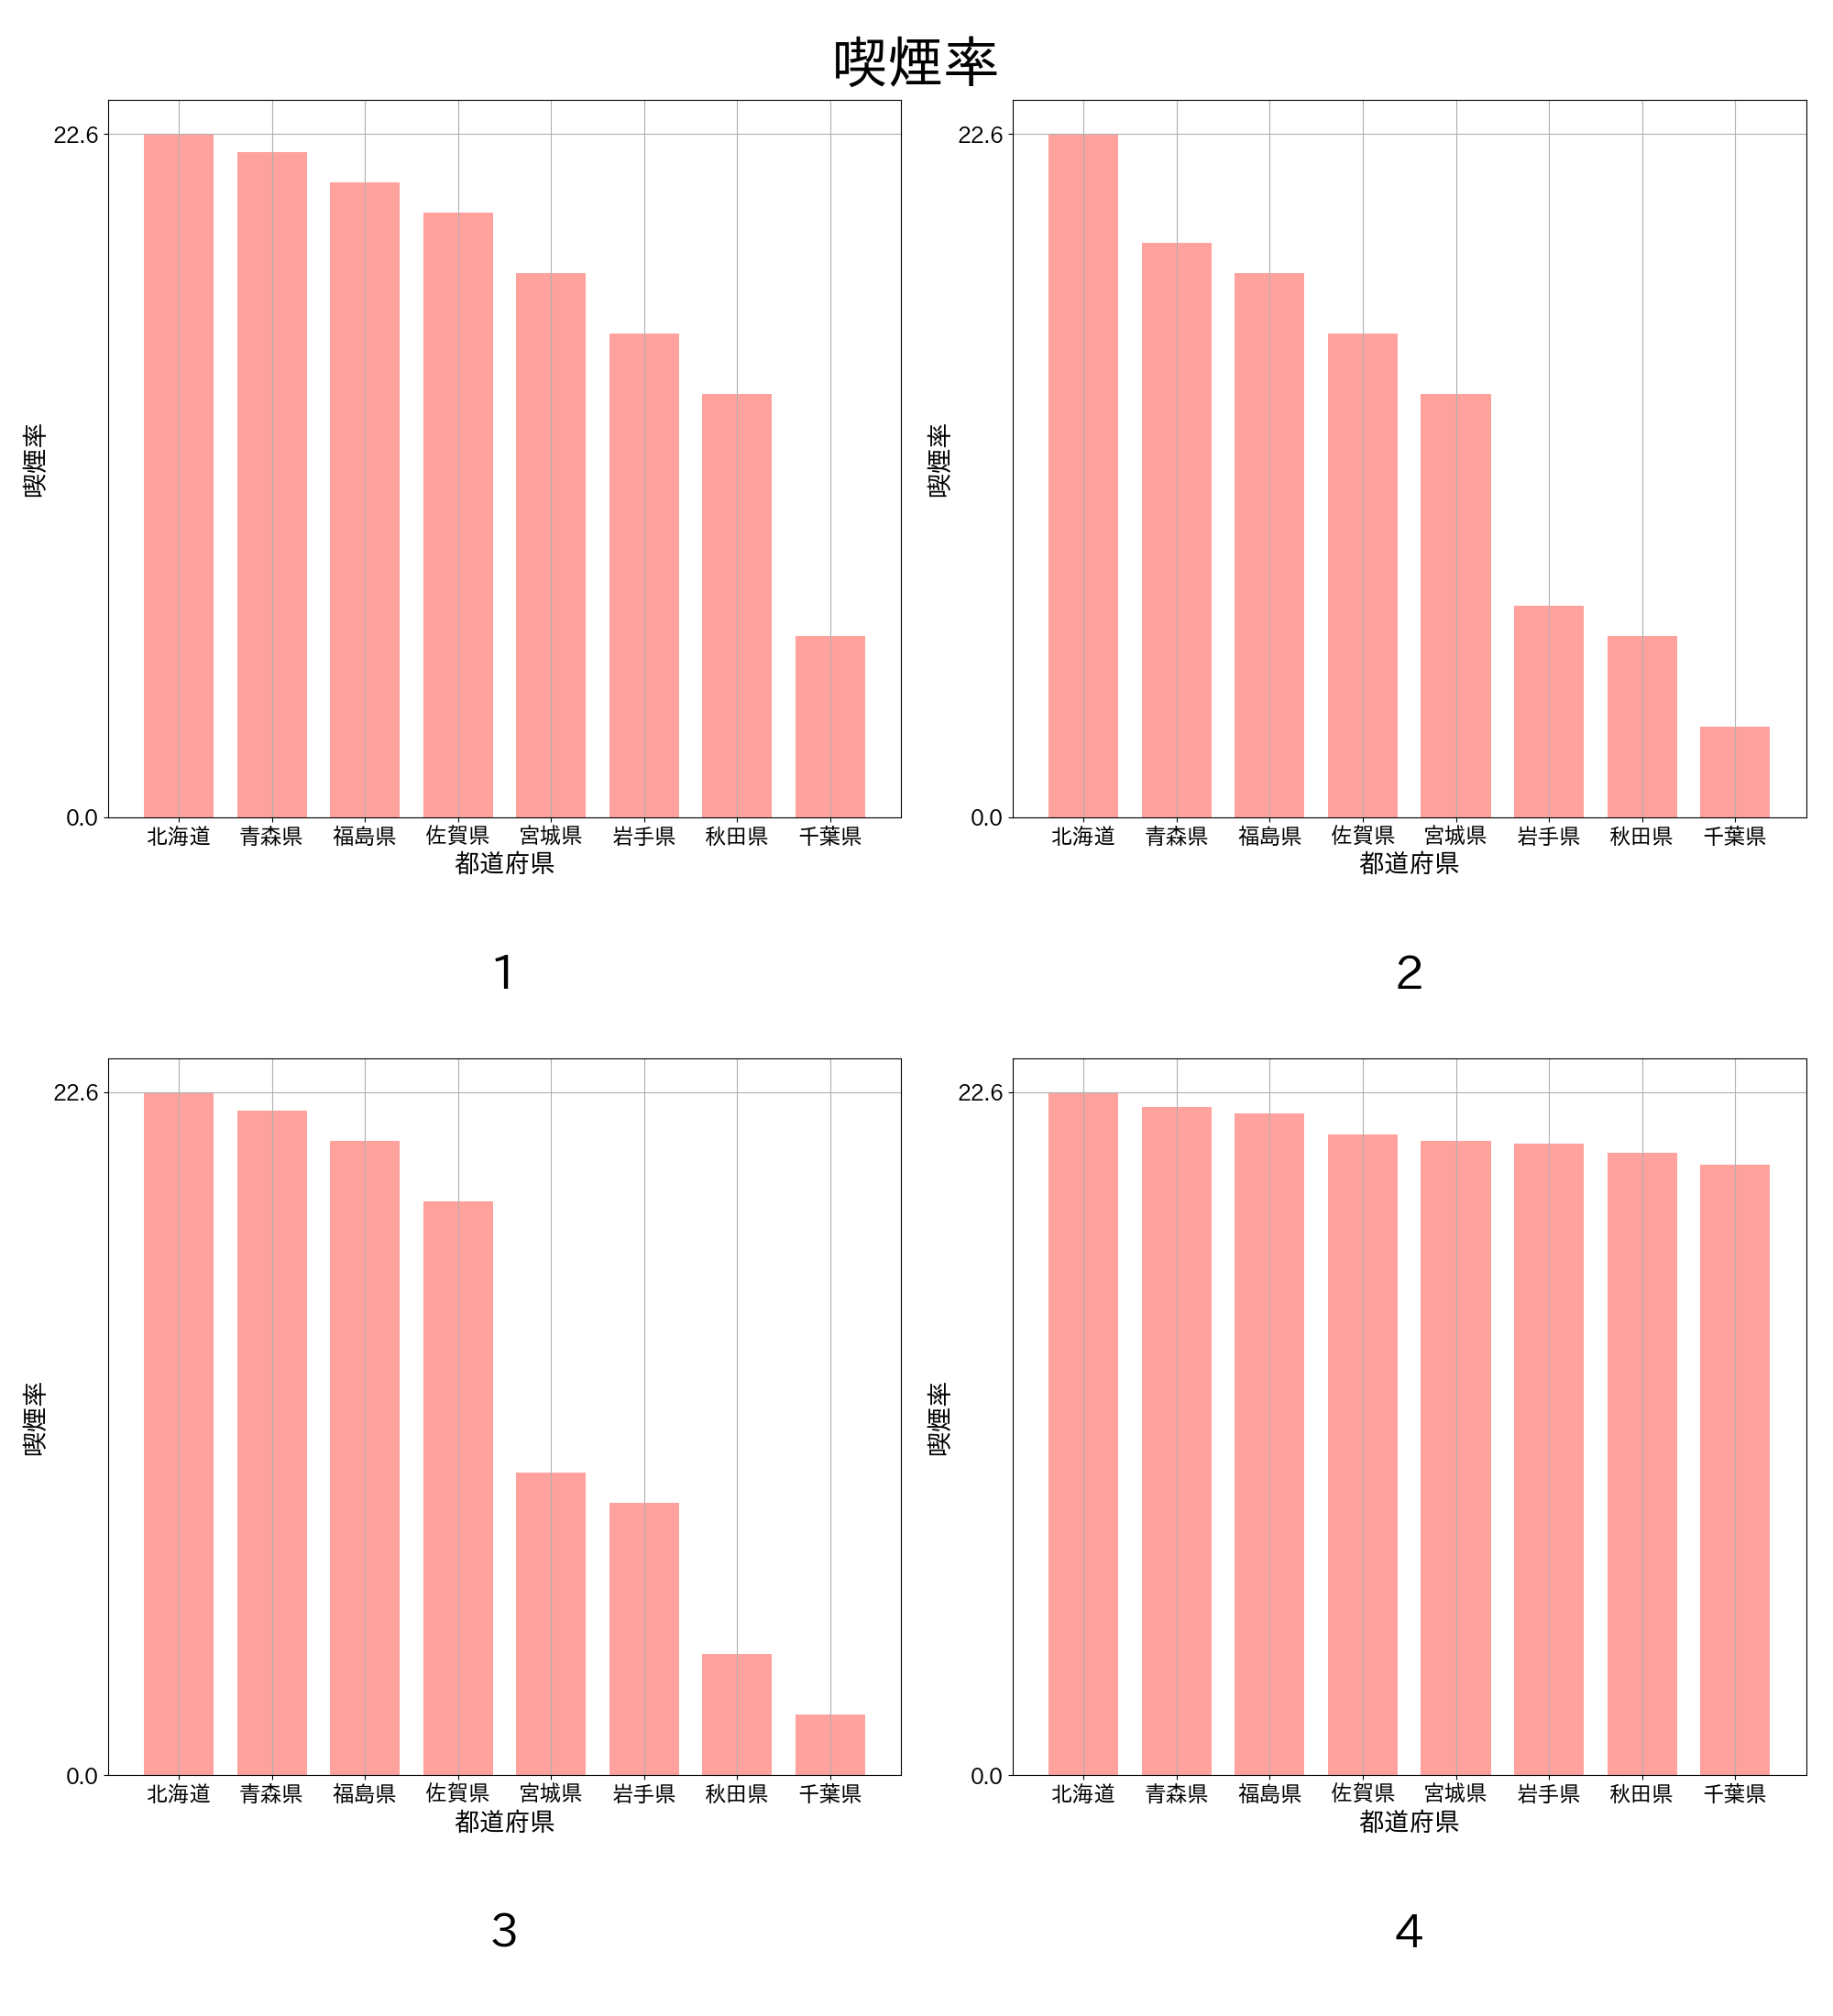 喫煙率
22.6
0.0
喫煙率
北海道 青森県 福島県 佐賀県 宮城県 岩手県 秋田県 千葉県
都道府県
1
22.6
0.0
喫煙率
北海道 青森県 福島県 佐賀県 宮城県 岩手県 秋田県 千葉県
都道府県
2
22.6
0.0
喫煙率
北海道 青森県 福島県 佐賀県 宮城県 岩手県 秋田県 千葉県
都道府県
3
22.6
0.0
喫煙率
北海道 青森県 福島県 佐賀県 宮城県 岩手県 秋田県 千葉県
都道府県
4